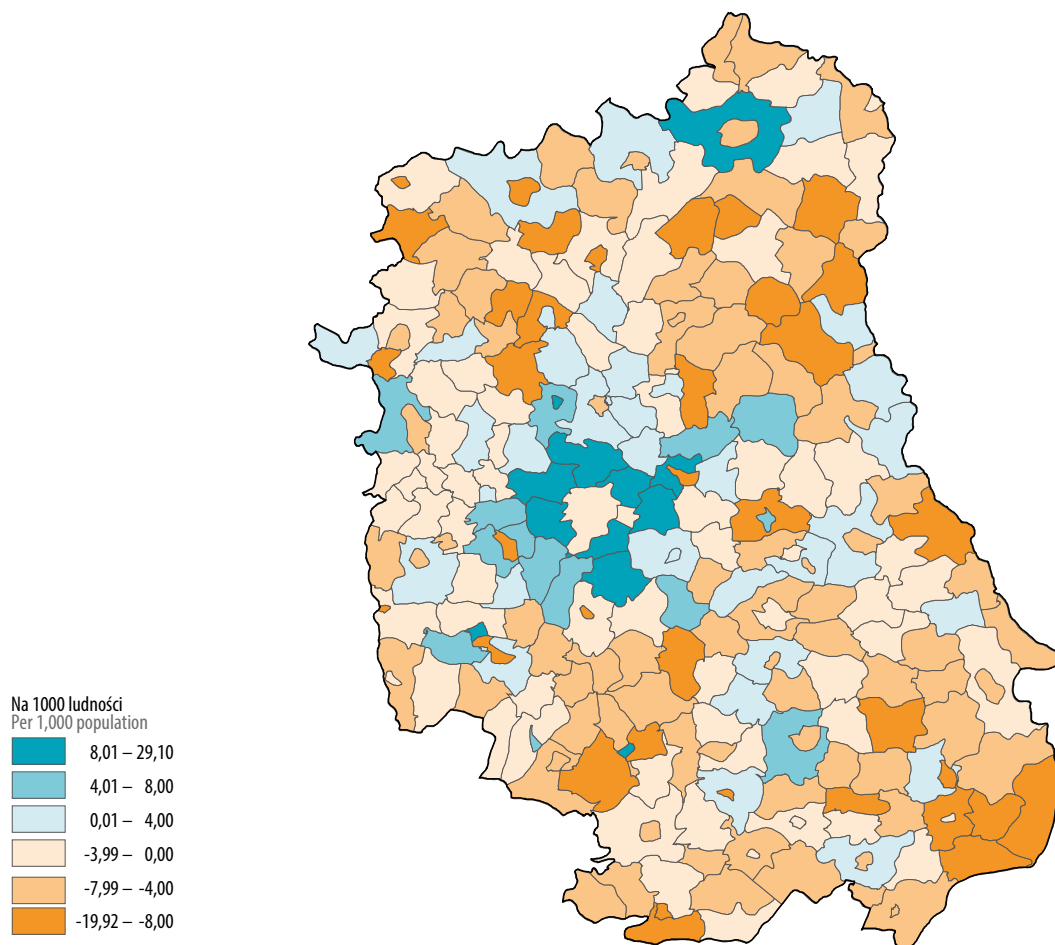 Na 1000 ludności
Per 1,000 population
8,01 – 29,10
4,01 – 8,00
0,01 – 4,00
-3,99 – 0,00
-7,99 – -4,00
-19,92 – -8,00